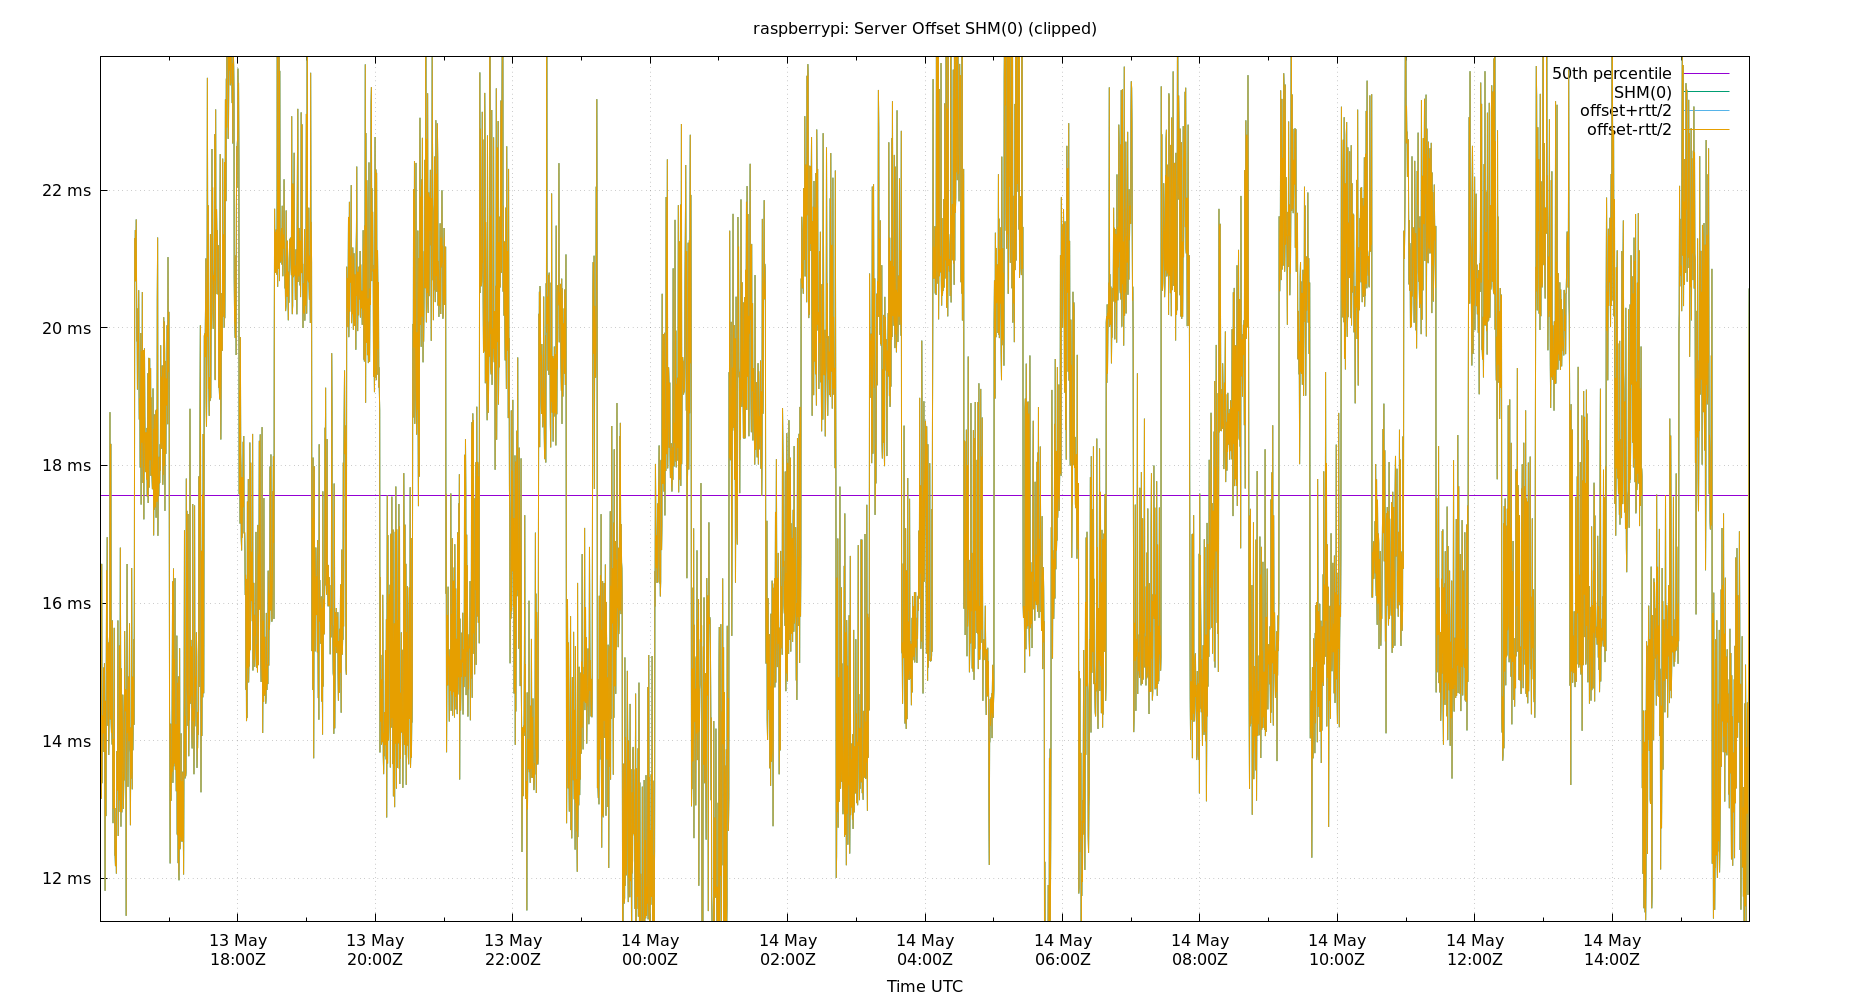 raspberrypi: Server Offset SHM(0) (clipped)
50th percentile
SHM(0)
offset+rtt/2
offset-rtt/2
22 ms
20 ms
18 ms
16 ms
14 ms
12 ms
13 May 13 May 13 May 14 May 14 May 14 May 14 May 14 May 14 May 14 May 14 May
18:00Z 20:00Z 22:00Z 00:00Z 02:00Z 04:00Z 06:00Z 08:00Z 10:00Z 12:00Z 14:00Z
Time UTC